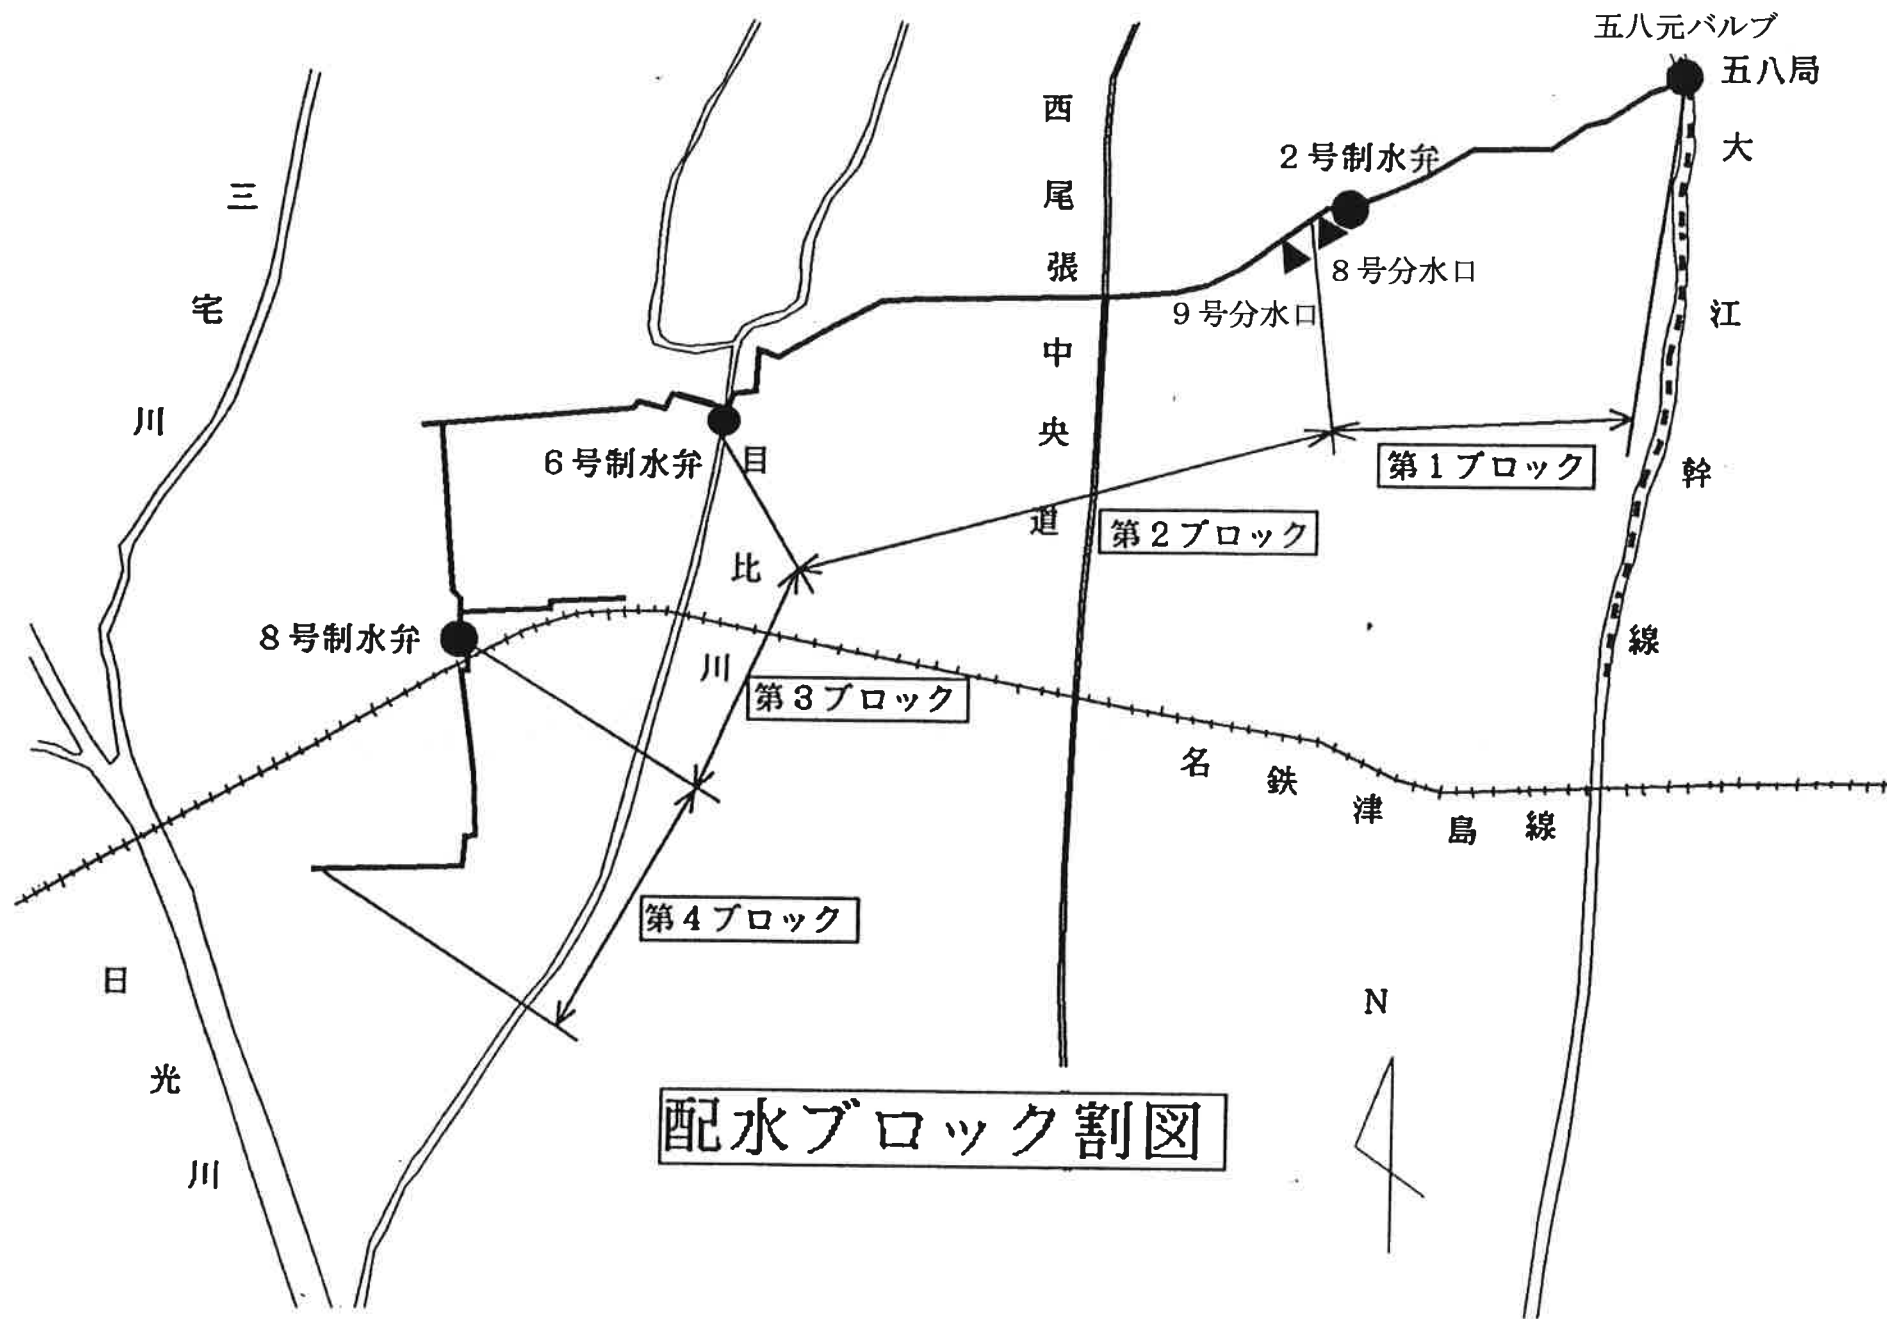 五八元バルブ
五八局
大江幹線
西尾張中央道
2号制水弁
8号分水口
9号分水口
三宅川
6号制水弁
目比川
第1ブロック
第2ブロック
8号制水弁
第3ブロック
名鉄津島線
第4ブロック
日光川
N
配水ブロック割図